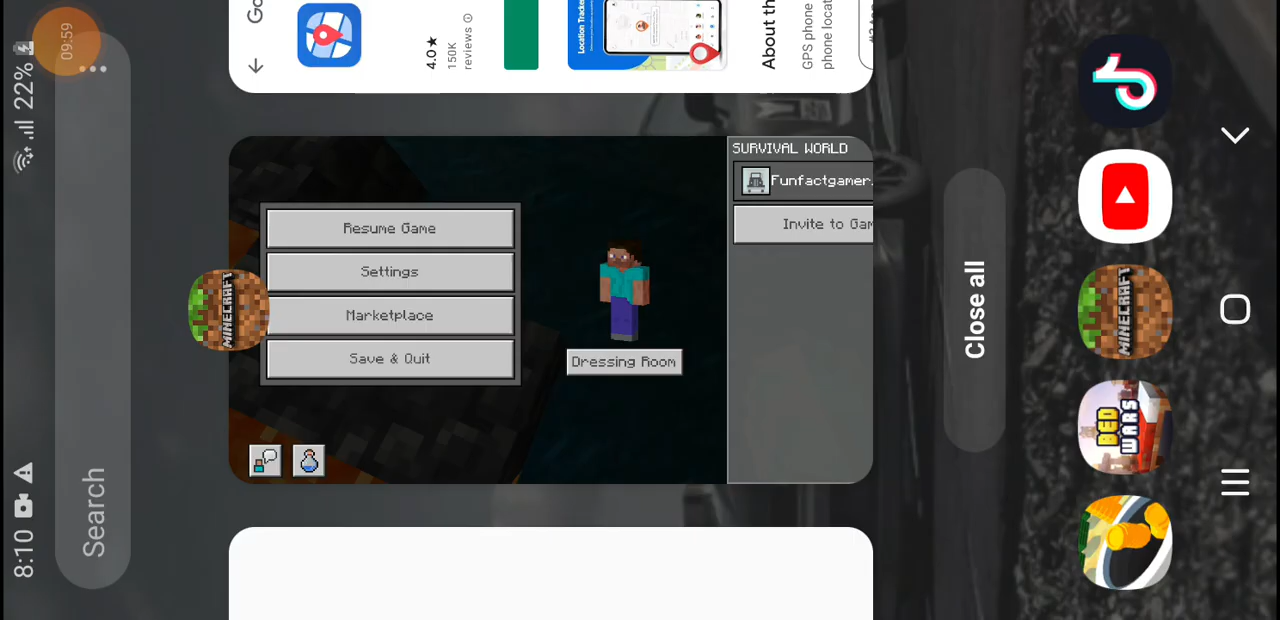 8:10
22%
09:59
Search
4.0★
150K
reviews
Location Tracker
About th
GPS phone
phone locat
SURVIVAL WORLD
Funfactgamer.
Invite to Gam
Resume Game
Settings
Marketplace
Save & Quit
Dressing Room
MINECRAFT
Close all
MINECRAFT
BED
WARS